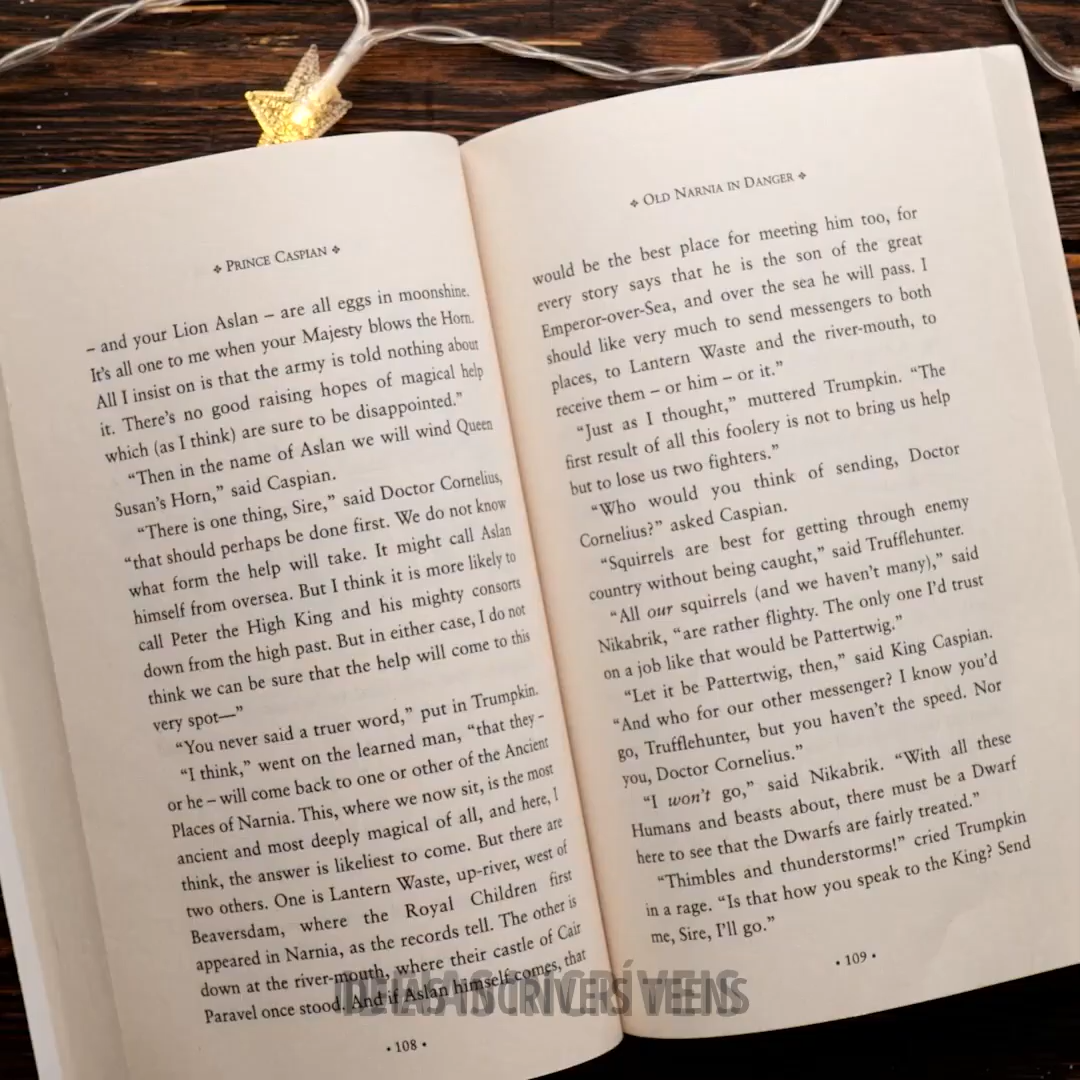 ❖ PRINCE CASPIAN ❖
– and your Lion Aslan – are all eggs in moonshine.
It's all one to me when your Majesty blows the Horn.
All I insist on is that the army is told nothing about
it. There's no good raising hopes of magical help
which (as I think) are sure to be disappointed.”
“Then in the name of Aslan we will wind Queen
Susan's Horn,” said Caspian.
“There is one thing, Sire,” said Doctor Cornelius,
“that should perhaps be done first. We do not know
what form the help will take. It might call Aslan
himself from oversea. But I think it is more likely to
call Peter the High King and his mighty consorts
down from the high past. But in either case, I do not
think we can be sure that the help will come to this
very spot—”
“You never said a truer word,” put in Trumpkin.
“I think,” went on the learned man, “that they –
or he – will come back to one or other of the Ancient
Places of Narnia. This, where we now sit, is the most
ancient and most deeply magical of all, and here, I
think, the answer is likeliest to come. But there are
two others. One is Lantern Waste, up-river, west of
Beaversdam, where the Royal Children first
appeared in Narnia, as the records tell. The other is
down at the river-mouth, where their castle of Cair
Paravel once stood. And if Aslan himself comes, that
• 108 •
❖ OLD NARNIA IN DANGER ❖
would be the best place for meeting him too, for
every story says that he is the son of the great
Emperor-over-Sea, and over the sea he will pass. I
should like very much to send messengers to both
places, to Lantern Waste and the river-mouth, to
receive them – or him – or it.”
“Just as I thought,” muttered Trumpkin. “The
first result of all this foolery is not to bring us help
but to lose us two fighters.”
“Who would you think of sending, Doctor
Cornelius?” asked Caspian.
“Squirrels are best for getting through enemy
country without being caught,” said Trufflehunter.
“All our squirrels (and we haven't many),” said
Nikabrik, “are rather flighty. The only one I'd trust
on a job like that would be Pattertwig.”
“Let it be Pattertwig, then,” said King Caspian.
“And who for our other messenger? I know you'd
go, Trufflehunter, but you haven't the speed. Nor
you, Doctor Cornelius.”
“I won't go,” said Nikabrik. “With all these
Humans and beasts about, there must be a Dwarf
here to see that the Dwarfs are fairly treated.”
“Thimbles and thunderstorms!” cried Trumpkin
in a rage. “Is that how you speak to the King? Send
me, Sire, I'll go.”
• 109 •